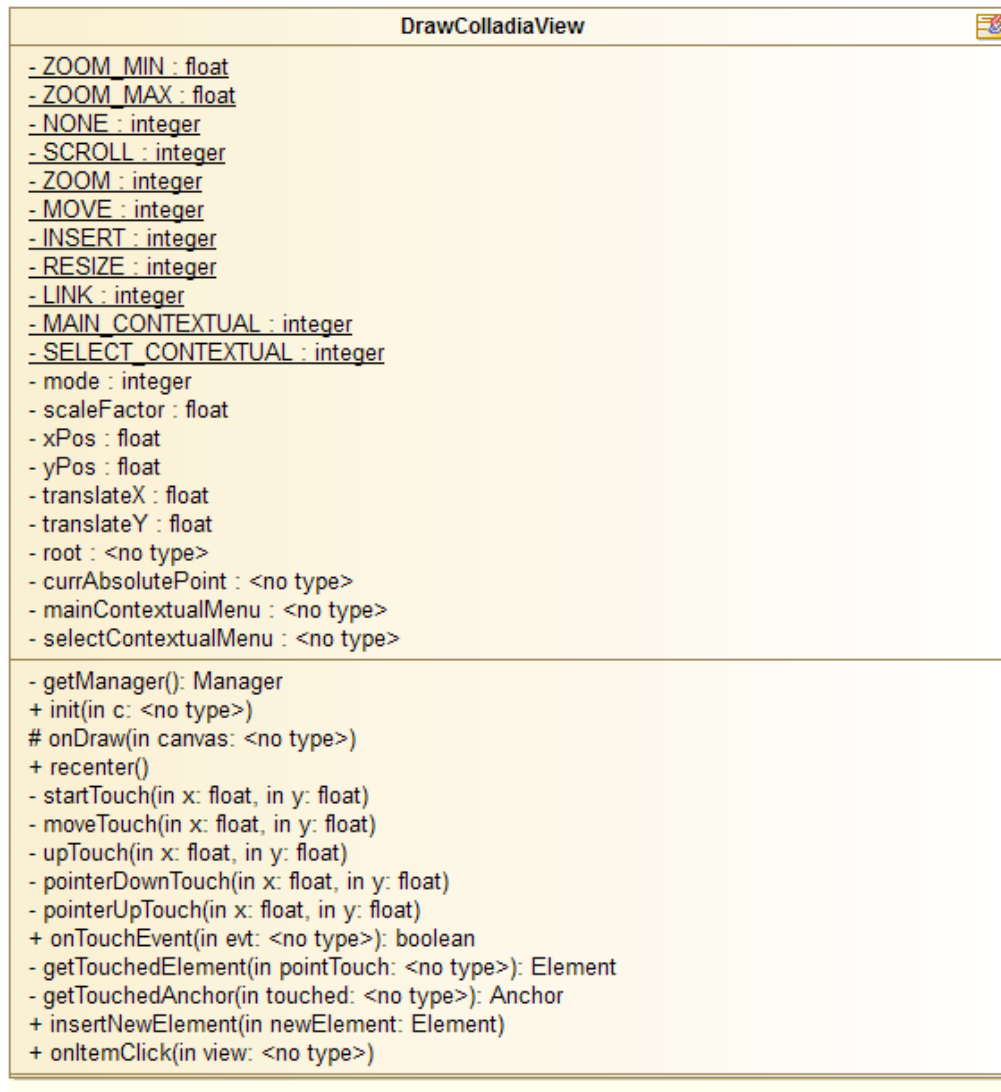 DrawColladiaView
- ZOOM_MIN : float
- ZOOM_MAX : float
- NONE : integer
- SCROLL : integer
- ZOOM : integer
- MOVE : integer
- INSERT : integer
- RESIZE : integer
- LINK : integer
- MAIN_CONTEXTUAL : integer
- SELECT_CONTEXTUAL : integer
- mode : integer
- scaleFactor : float
- xPos : float
- yPos : float
- translateX : float
- translateY : float
- root : <no type>
- currAbsolutePoint : <no type>
- mainContextualMenu : <no type>
- selectContextualMenu : <no type>
- getManager(): Manager
+ init(in c: <no type>)
# onDraw(in canvas: <no type>)
+ recenter()
- startTouch(in x: float, in y: float)
- moveTouch(in x: float, in y: float)
- upTouch(in x: float, in y: float)
- pointerDownTouch(in x: float, in y: float)
- pointerUpTouch(in x: float, in y: float)
+ onTouchEvent(in evt: <no type>): boolean
- getTouchedElement(in pointTouch: <no type>): Element
- getTouchedAnchor(in touched: <no type>): Anchor
+ insertNewElement(in newElement: Element)
+ onItemClick(in view: <no type>)